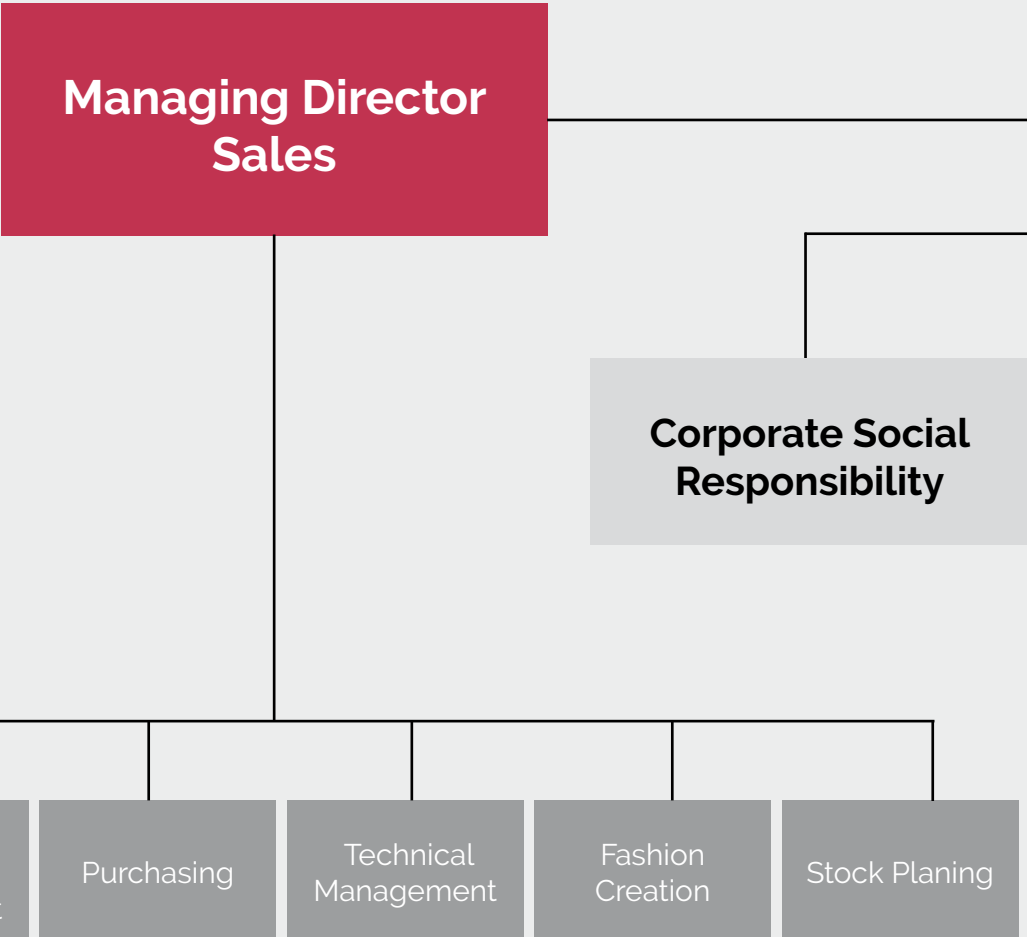 Managing Director
Sales
Corporate Social
Responsibility
Purchasing
Technical
Management
Fashion
Creation
Stock Planing